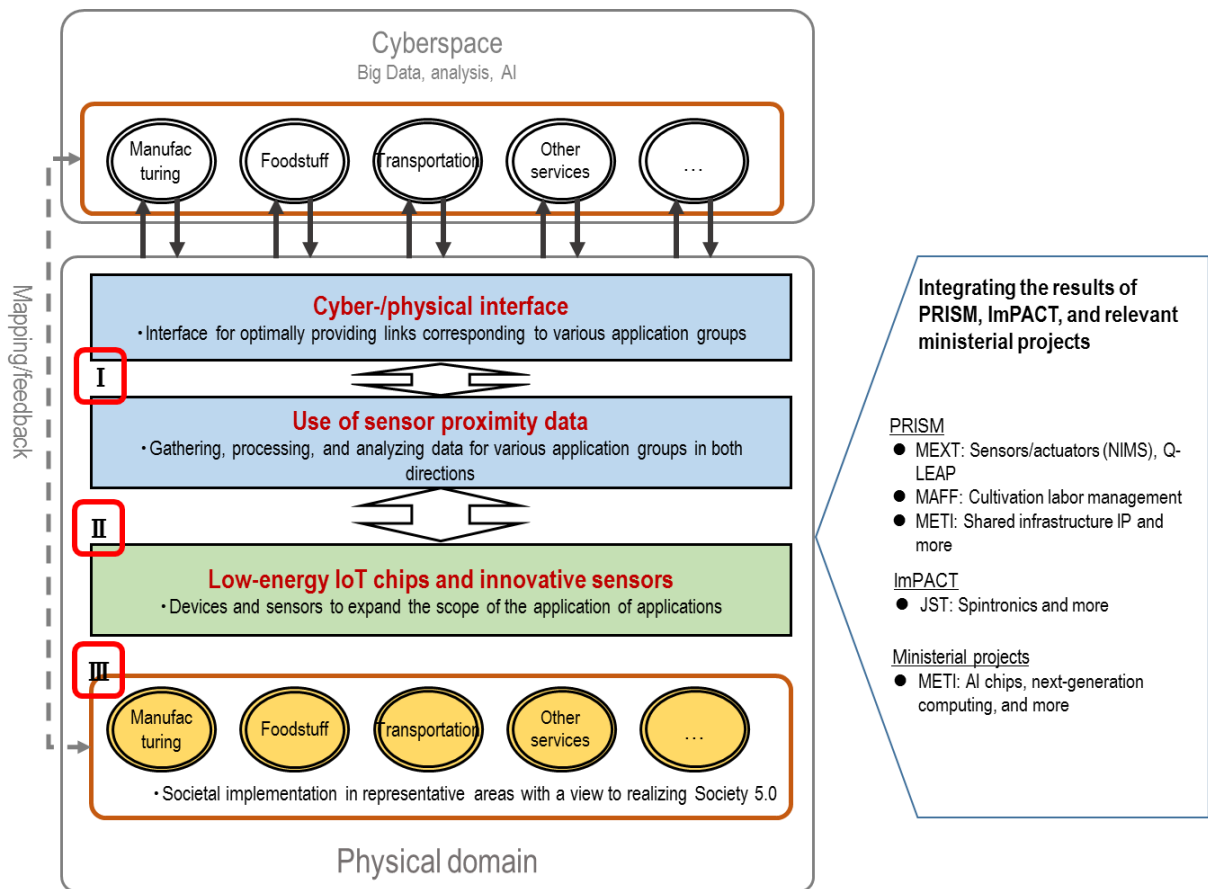 Cyberspace
Big Data, analysis, AI
Manufac
turing
Foodstuff
Transportation
Other
services
…
Mapping/feedback
Cyber-/physical interface
・Interface for optimally providing links corresponding to various application groups
Ⅰ
Use of sensor proximity data
・Gathering, processing, and analyzing data for various application groups in both
directions
Ⅱ
Low-energy IoT chips and innovative sensors
・Devices and sensors to expand the scope of the application of applications
Ⅲ
Manufac
turing
Foodstuff
Transportation
Other
services
…
・Societal implementation in representative areas with a view to realizing Society 5.0
Physical domain
Integrating the results of
PRISM, ImPACT, and relevant
ministerial projects
PRISM
● MEXT: Sensors/actuators (NIMS), Q-
LEAP
● MAFF: Cultivation labor management
● METI: Shared infrastructure IP and
more
ImPACT
● JST: Spintronics and more
Ministerial projects
● METI: AI chips, next-generation
computing, and more